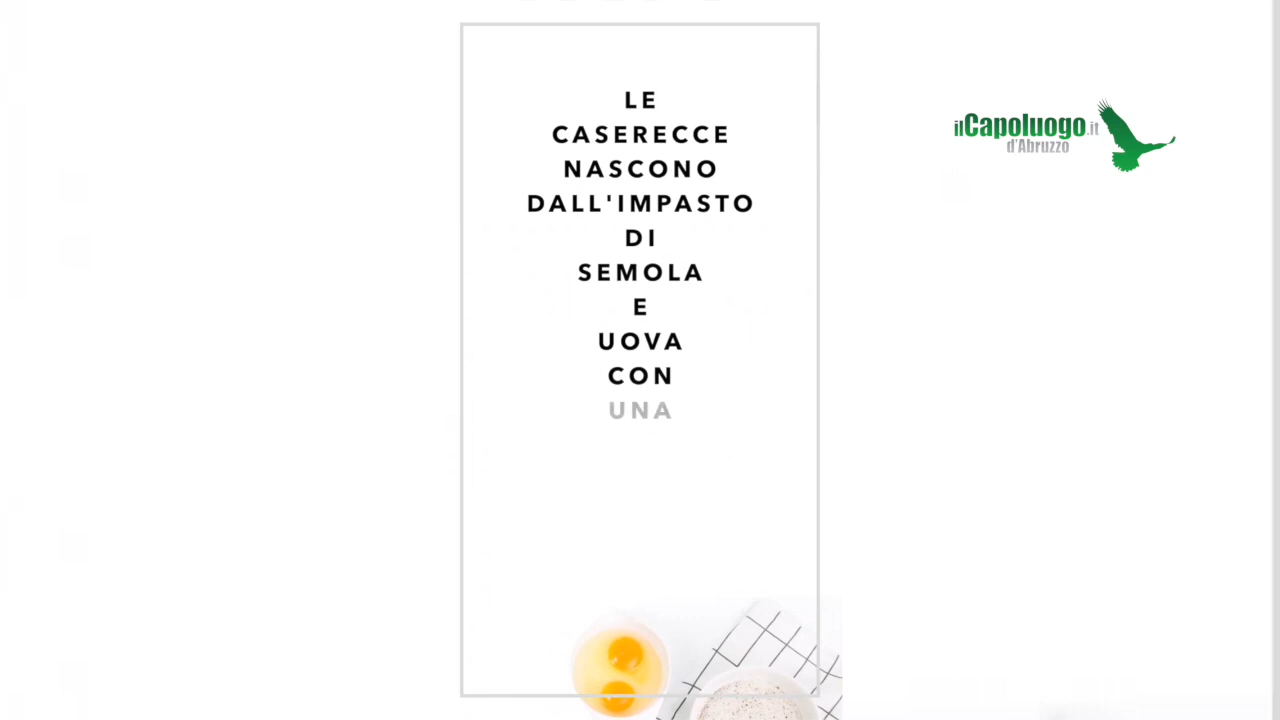 LE
CASERECCE
NASCONO
DALL'IMPASTO
DI
SEMOLA
E
UOVA
CON
UNA
ilCapoluogo.it
d'Abruzzo